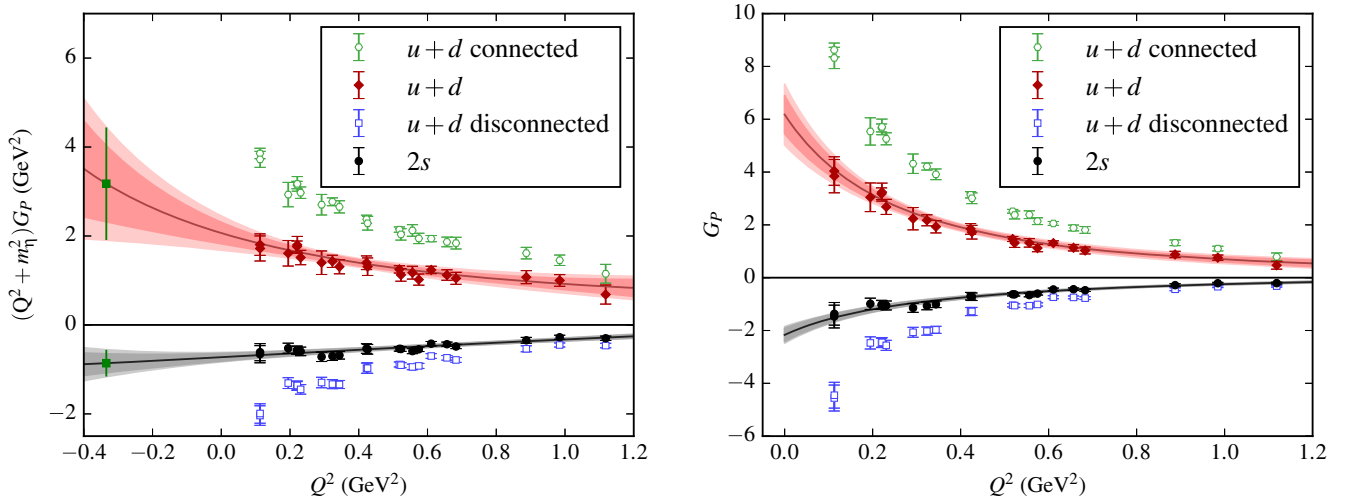 6
4
2
0
−2
−0.4
−0.2
0.0
0.2
0.4
0.6
0.8
1.0
1.2
Q² (GeV²)
(Q² + m²η) G_P (GeV²)
u + d connected
u + d
u + d disconnected
2s
10
8
6
4
2
0
−2
−4
−6
0.0
0.2
0.4
0.6
0.8
1.0
1.2
Q² (GeV²)
G_P
u + d connected
u + d
u + d disconnected
2s